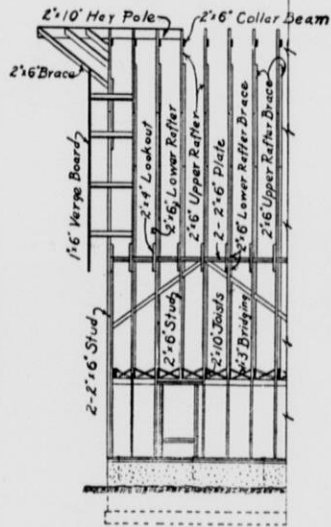 2"x10" Hay Pole
2"x6" Collar Beam
2"x6" Brace
1"x6" Verge Board
2"x4" Lookout
2"x6" Lower Rafter
2"x6" Upper Rafter
2-2"x6" Plate
2"x6" Lower Rafter Brace
2"x6" Upper Rafter Brace
2-2"x6" Stud
2"x6" Stud
2"x10" Joists
Bridging